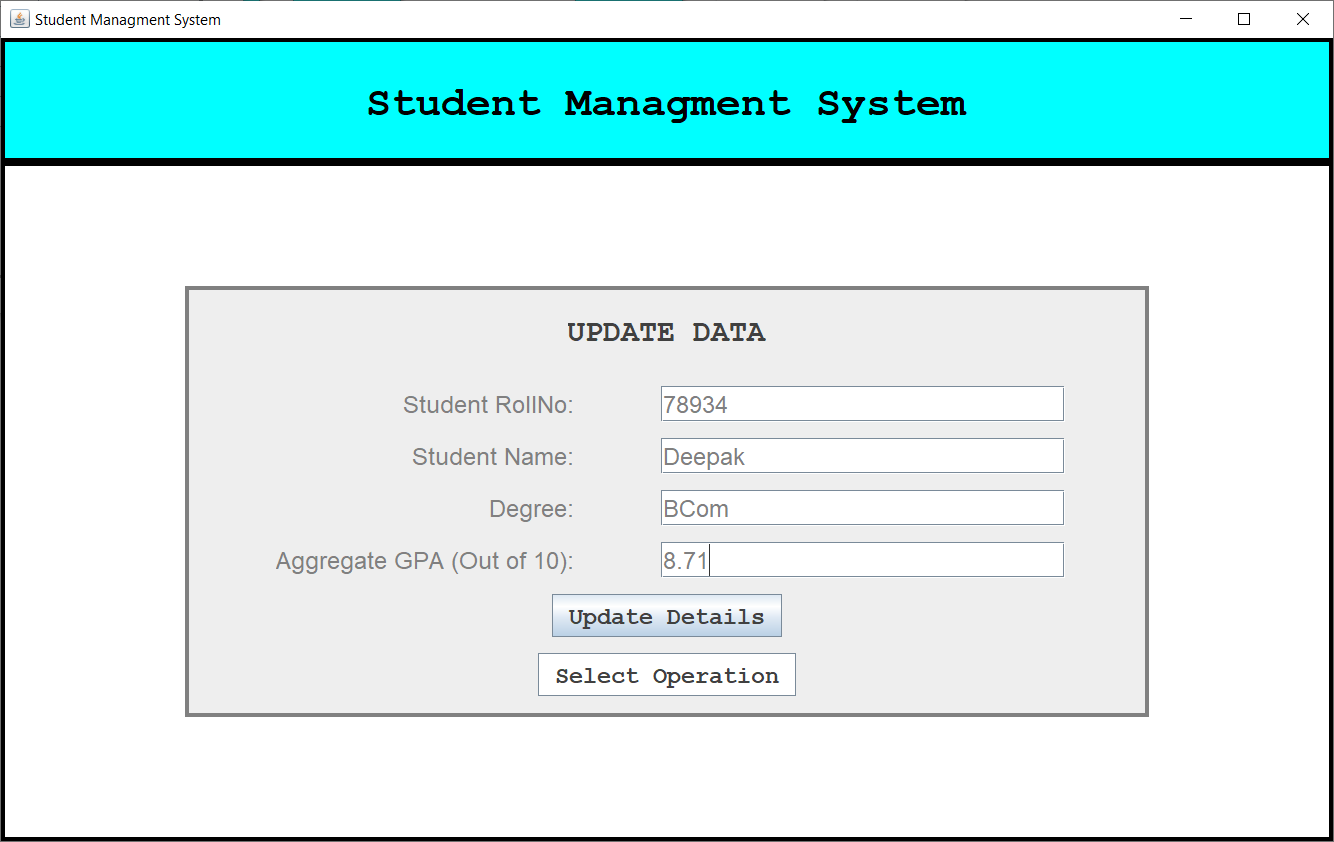 Student Managment System
Student Managment System
UPDATE DATA
Student RollNo: 78934
Student Name: Deepak
Degree: BCom
Aggregate GPA (Out of 10): 8.71
Update Details
Select Operation